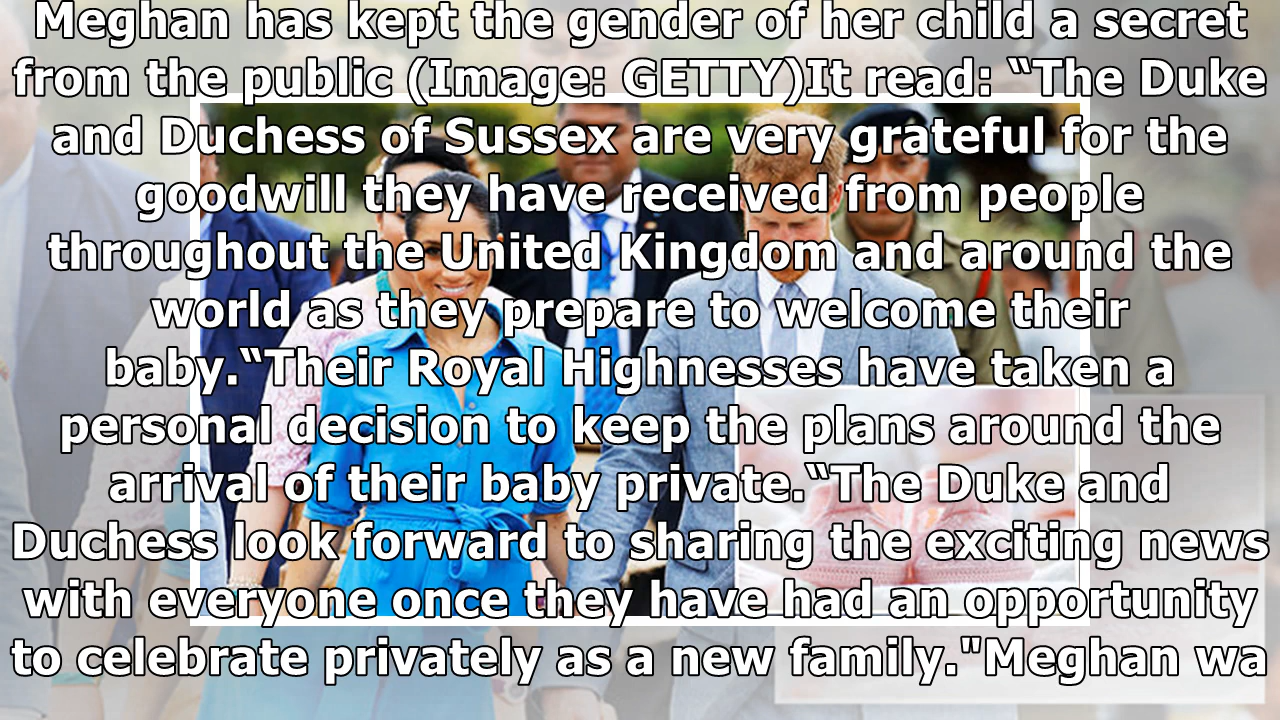 Meghan has kept the gender of her child a secret
from the public (Image: GETTY)It read: “The Duke
and Duchess of Sussex are very grateful for the
goodwill they have received from people
throughout the United Kingdom and around the
world as they prepare to welcome their
baby.“Their Royal Highnesses have taken a
personal decision to keep the plans around the
arrival of their baby private.“The Duke and
Duchess look forward to sharing the exciting news
with everyone once they have had an opportunity
to celebrate privately as a new family."Meghan wa